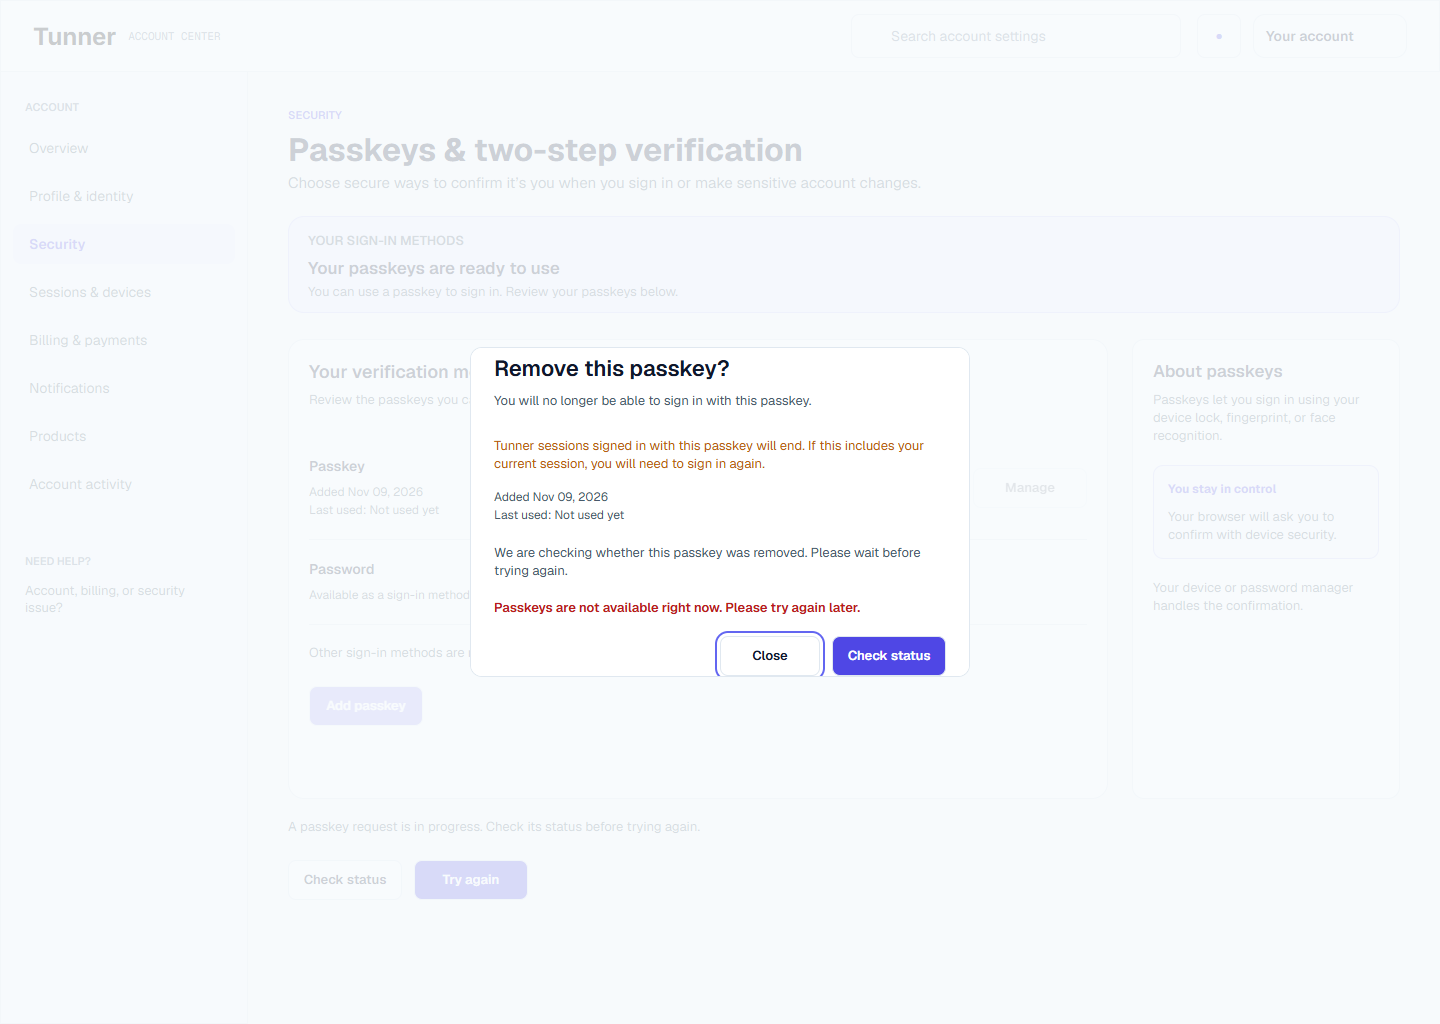 Tunner ACCOUNT CENTER
Search account settings
Your account
ACCOUNT
Overview
Profile & identity
Security
Sessions & devices
Billing & payments
Notifications
Products
Account activity
NEED HELP?
Account, billing, or security
issue?
SECURITY
Passkeys & two-step verification
Choose secure ways to confirm it's you when you sign in or make sensitive account changes.
YOUR SIGN-IN METHODS
Your passkeys are ready to use
You can use a passkey to sign in. Review your passkeys below.
Your verification m
Review the passkeys you c
Passkey
Added Nov 09, 2026
Last used: Not used yet
Manage
Password
Available as a sign-in method
Other sign-in methods are
Add passkey
Remove this passkey?
You will no longer be able to sign in with this passkey.
Tunner sessions signed in with this passkey will end. If this includes your
current session, you will need to sign in again.
Added Nov 09, 2026
Last used: Not used yet
We are checking whether this passkey was removed. Please wait before
trying again.
Passkeys are not available right now. Please try again later.
Close
Check status
About passkeys
Passkeys let you sign in using your
device lock, fingerprint, or face
recognition.
You stay in control
Your browser will ask you to
confirm with device security.
Your device or password manager
handles the confirmation.
A passkey request is in progress. Check its status before trying again.
Check status
Try again